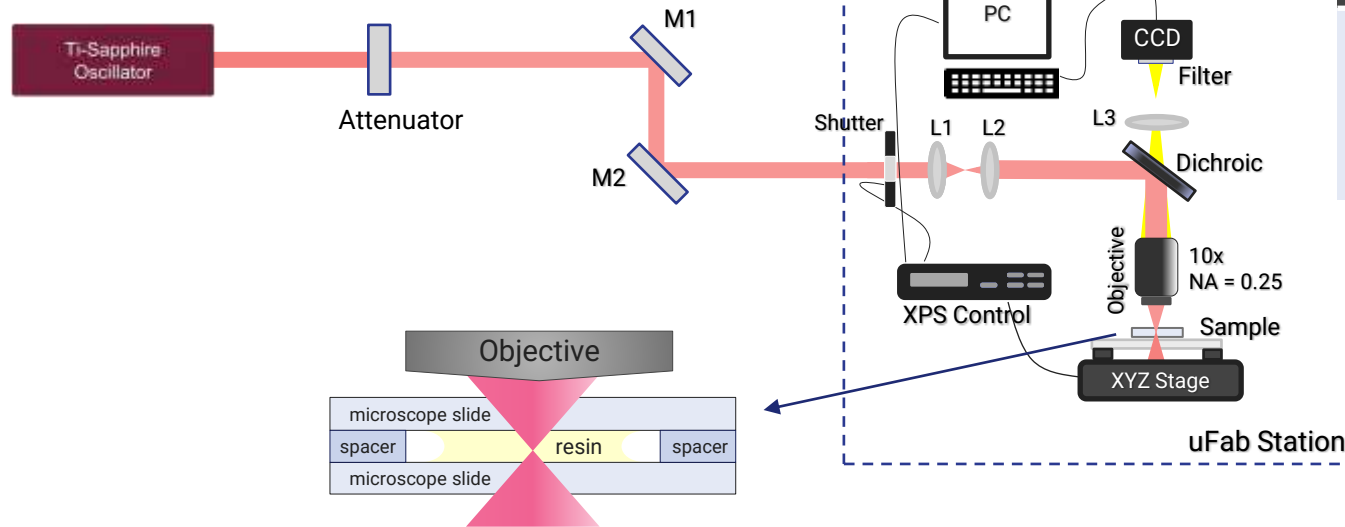 M1
PC
CCD
Ti-Sapphire
Oscillator
Filter
Attenuator
Shutter
L1
L2
L3
Dichroic
M2
Objective
10x
NA = 0.25
XPS Control
Sample
XYZ Stage
Objective
microscope slide
spacer
resin
spacer
microscope slide
uFab Station